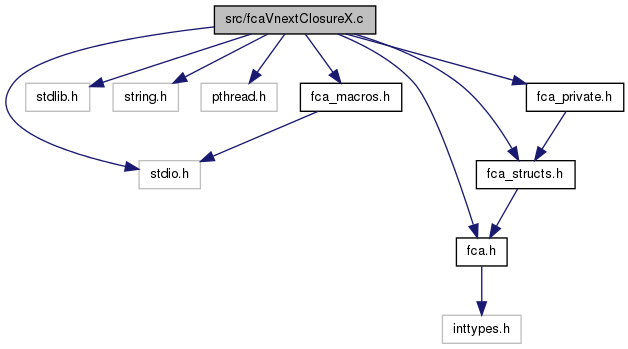 src/fcaVnextClosureX.c
stdlib.h
string.h
pthread.h
fca_macros.h
fca_private.h
stdio.h
fca_structs.h
fca.h
inttypes.h